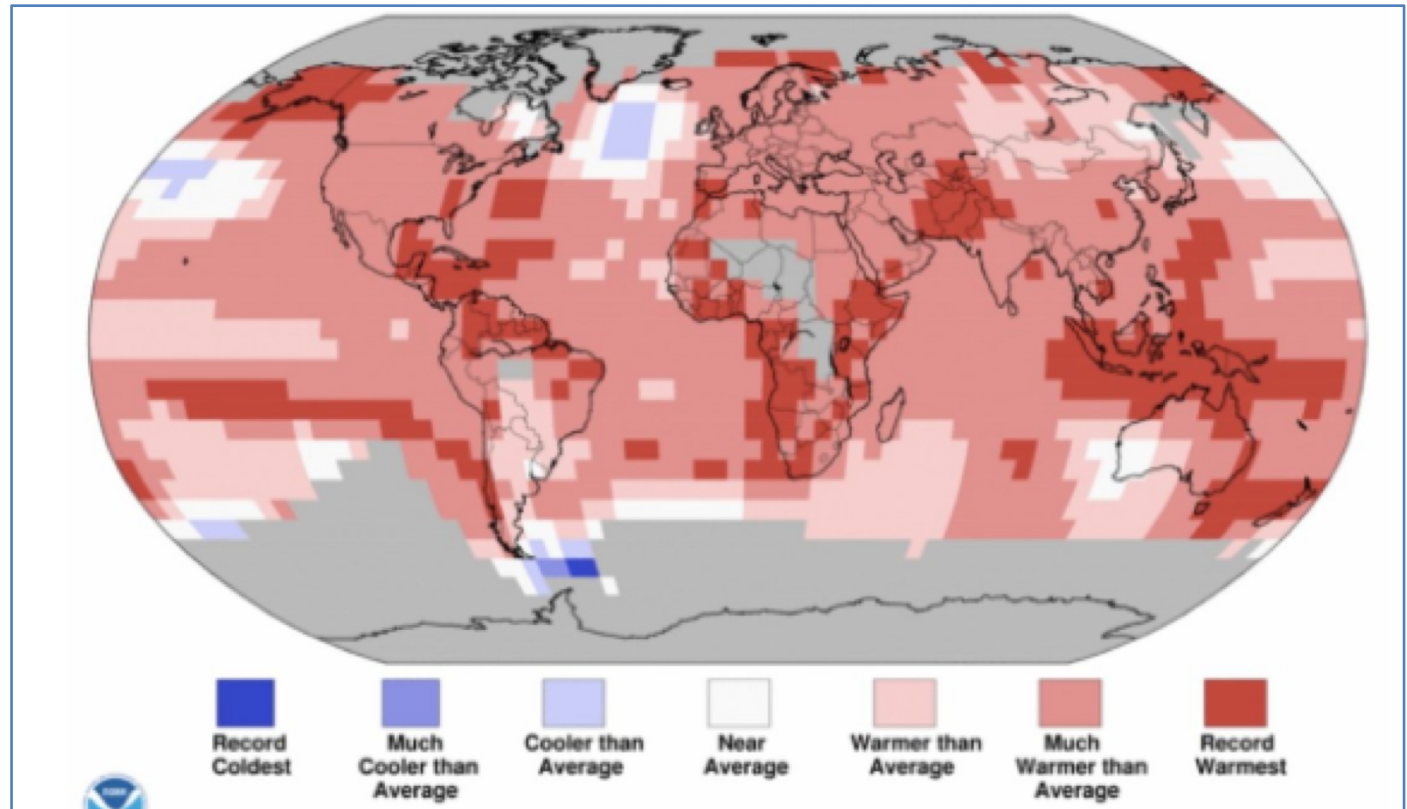 Record
Coldest
Much
Cooler than
Average
Cooler than
Average
Near
Average
Warmer than
Average
Much
Warmer than
Average
Record
Warmest